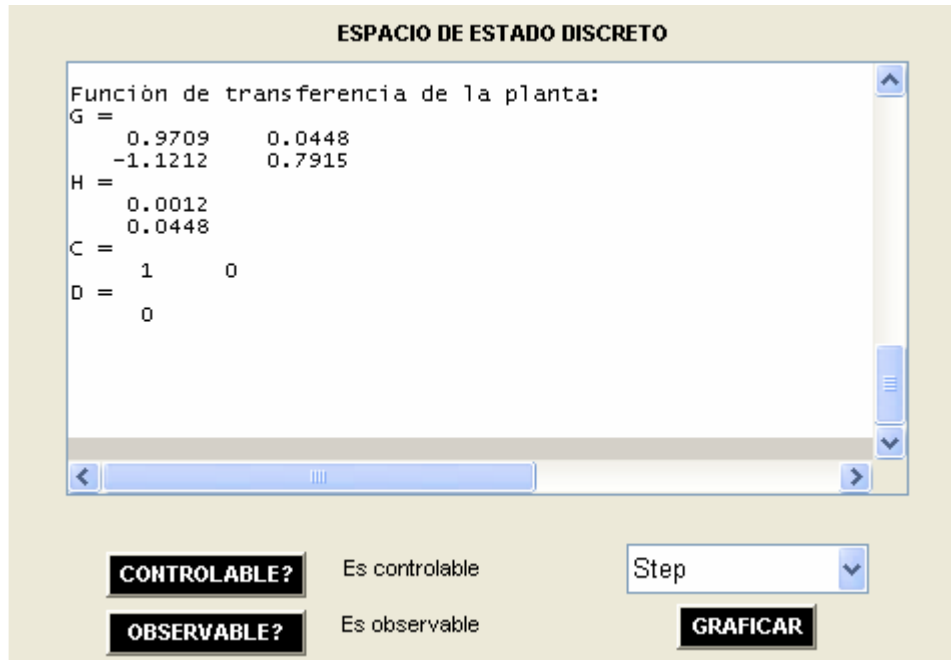 ESPACIO DE ESTADO DISCRETO
Funciòn de transferencia de la planta:
G =
0.9709 0.0448
-1.1212 0.7915
H =
0.0012
0.0448
C =
1 0
D =
0
CONTROLABLE? Es controlable Step
OBSERVABLE? Es observable GRAFICAR